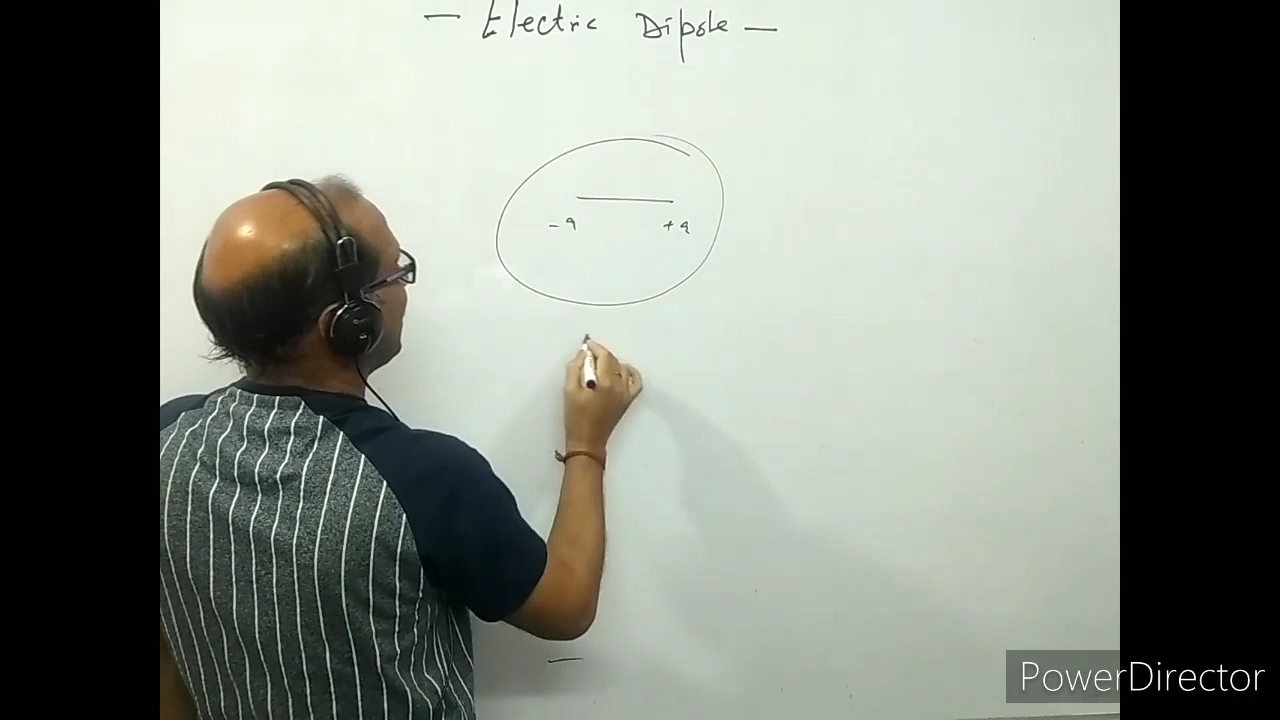 — Electric Dipole —
-q +q
PowerDirector